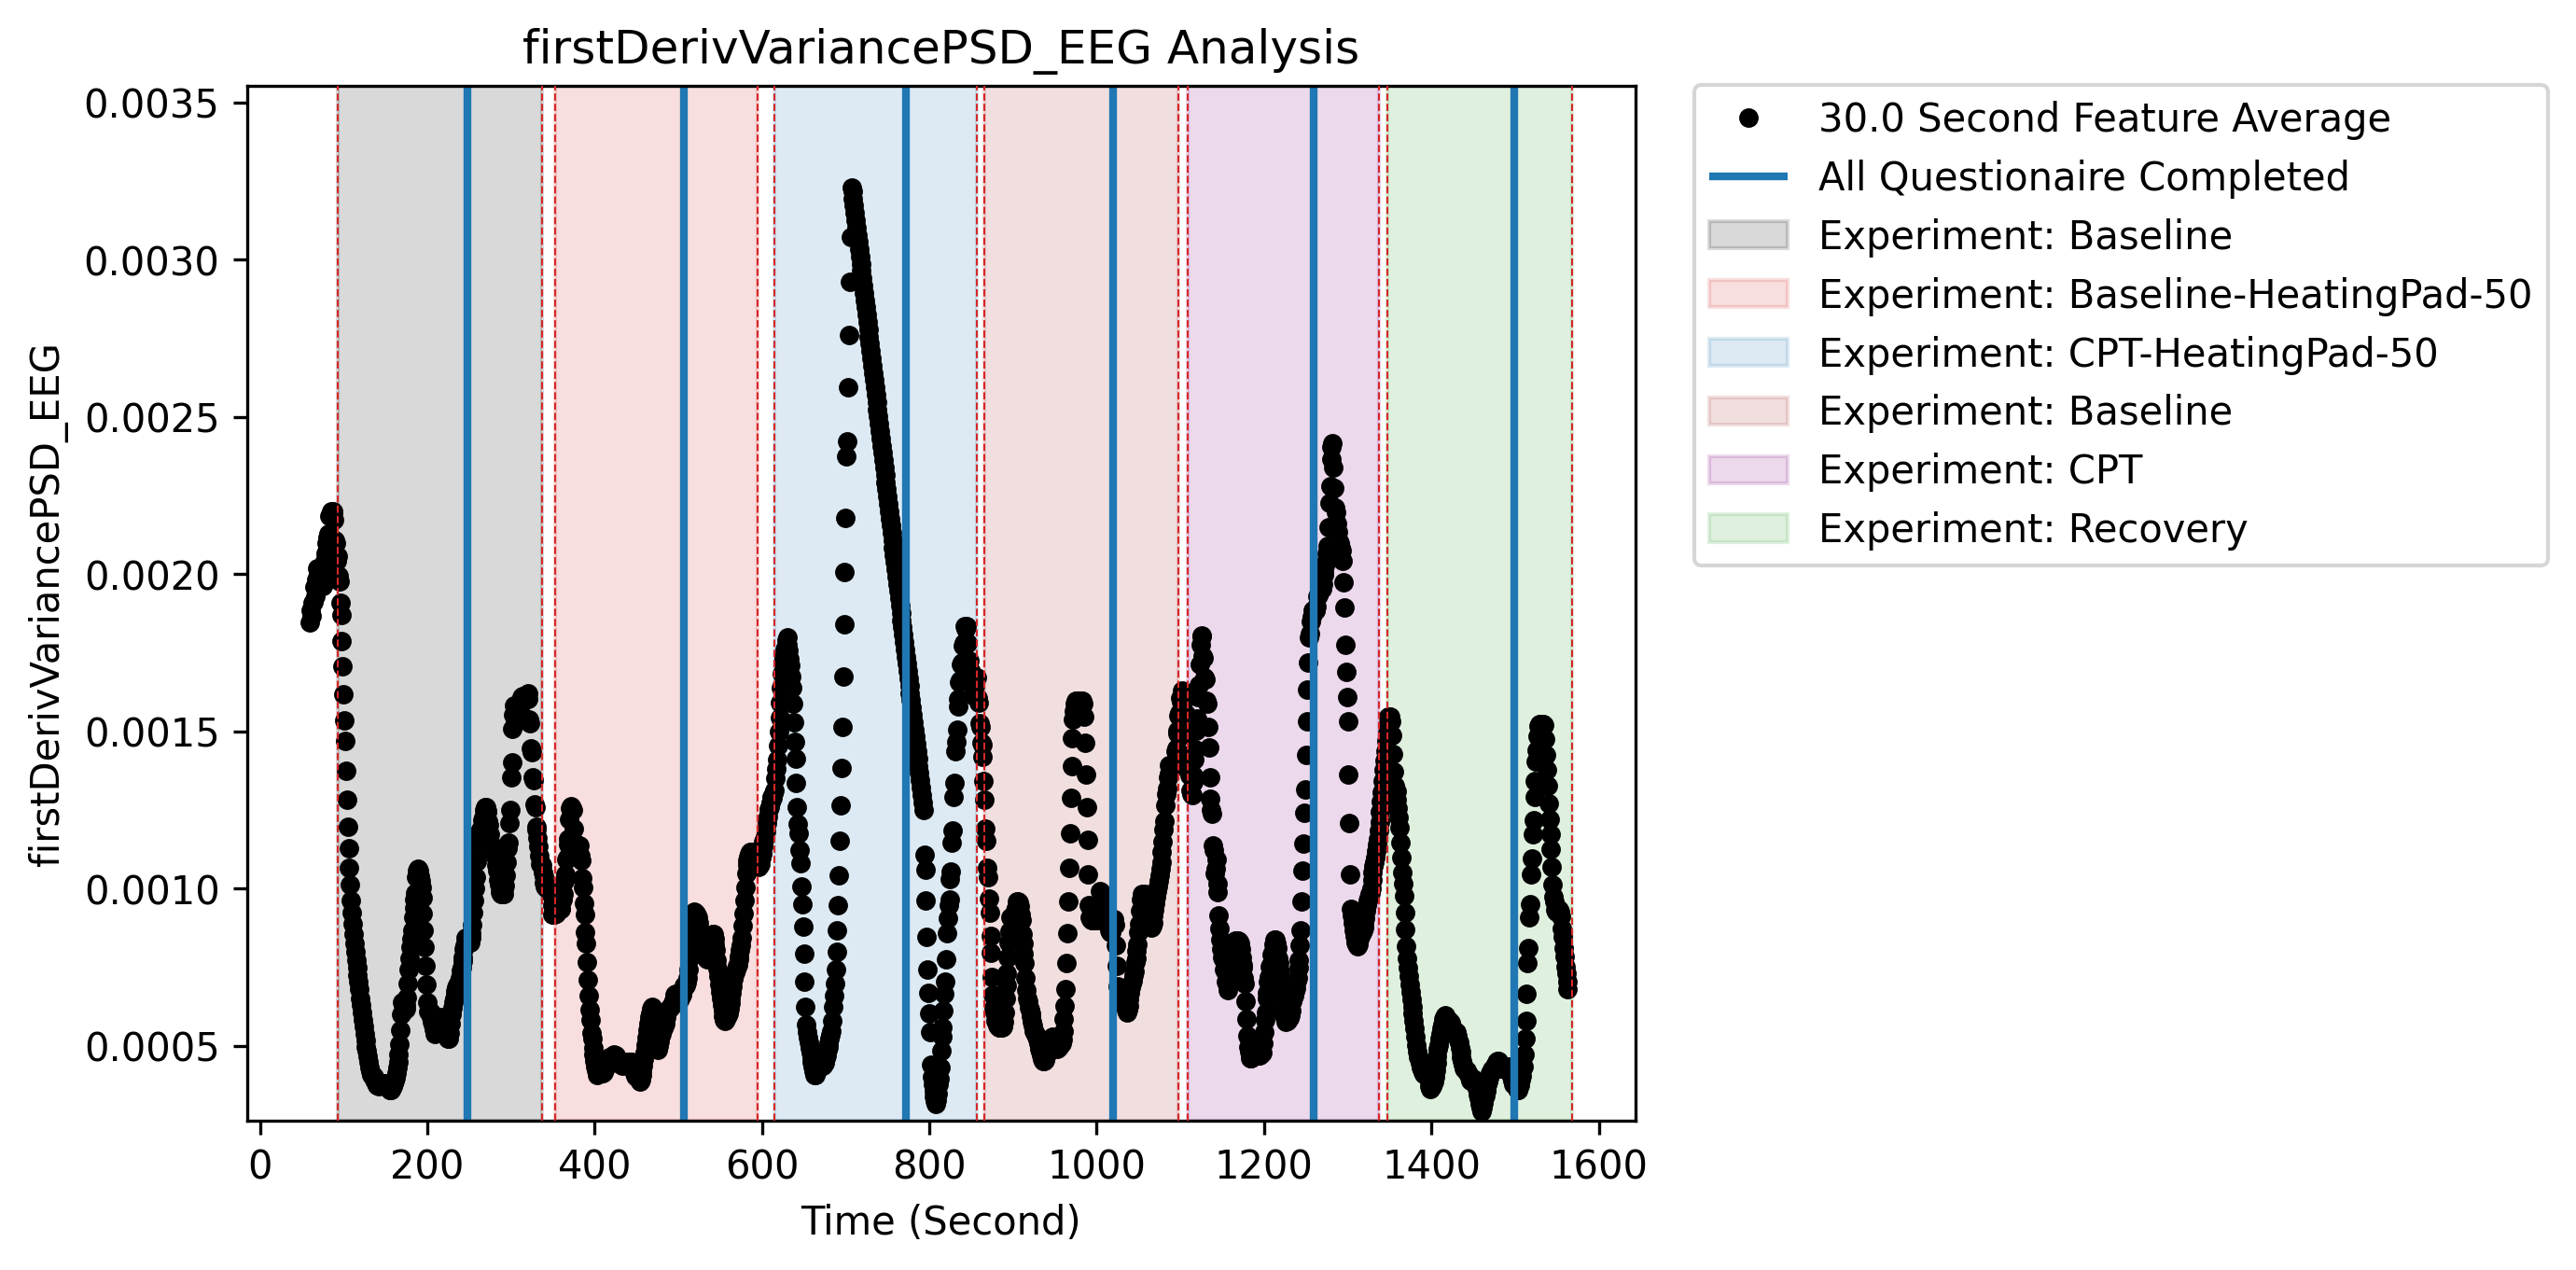 firstDerivVariancePSD_EEG Analysis
firstDerivVariancePSD_EEG
0.0035
0.0030
0.0025
0.0020
0.0015
0.0010
0.0005
0 200 400 600 800 1000 1200 1400 1600
Time (Second)
30.0 Second Feature Average
All Questionaire Completed
Experiment: Baseline
Experiment: Baseline-HeatingPad-50
Experiment: CPT-HeatingPad-50
Experiment: Baseline
Experiment: CPT
Experiment: Recovery